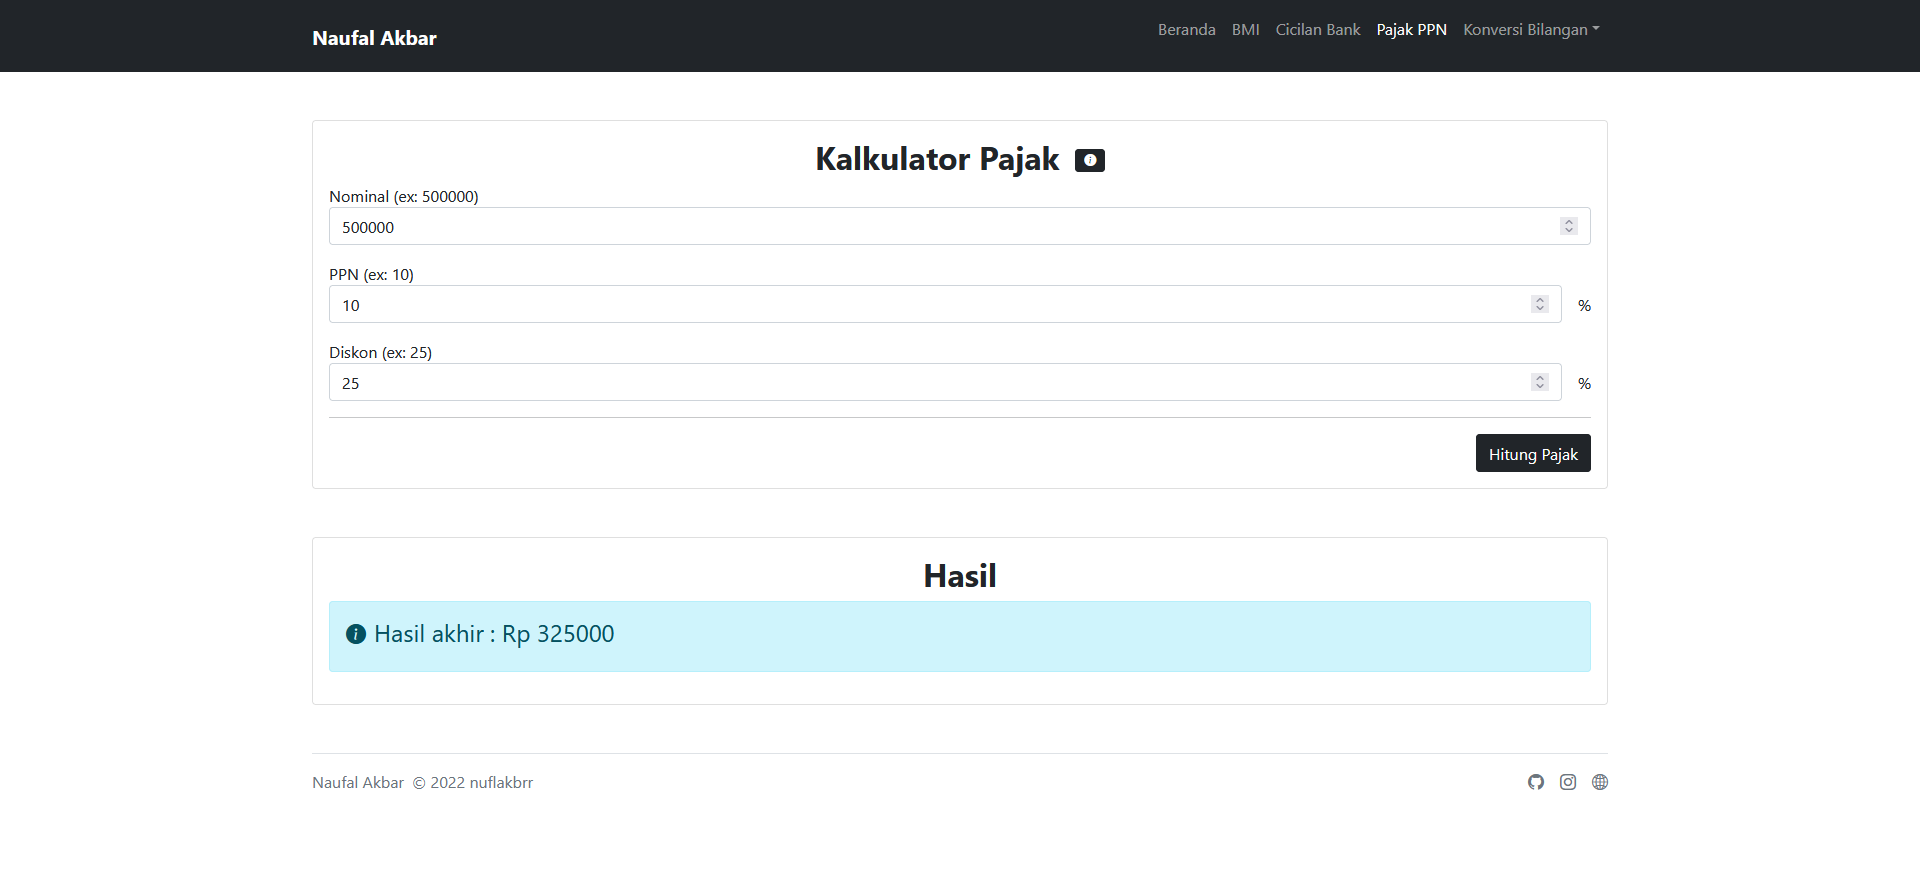 Naufal Akbar
Beranda BMI Cicilan Bank Pajak PPN Konversi Bilangan
Kalkulator Pajak
Nominal (ex: 500000)
500000
PPN (ex: 10)
10 %
Diskon (ex: 25)
25 %
Hitung Pajak
Hasil
Hasil akhir : Rp 325000
Naufal Akbar © 2022 nuflakbrr